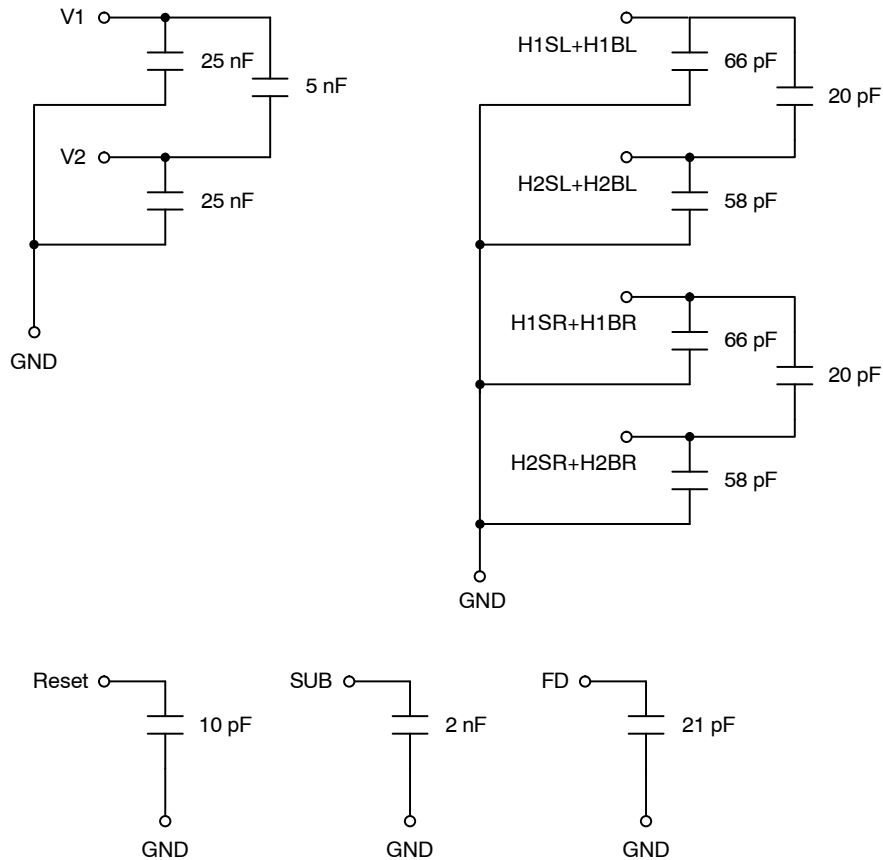 V1
25 nF
5 nF
V2
25 nF
GND
H1SL+H1BL
66 pF
20 pF
H2SL+H2BL
58 pF
H1SR+H1BR
66 pF
20 pF
H2SR+H2BR
58 pF
GND
Reset
10 pF
GND
SUB
2 nF
GND
FD
21 pF
GND